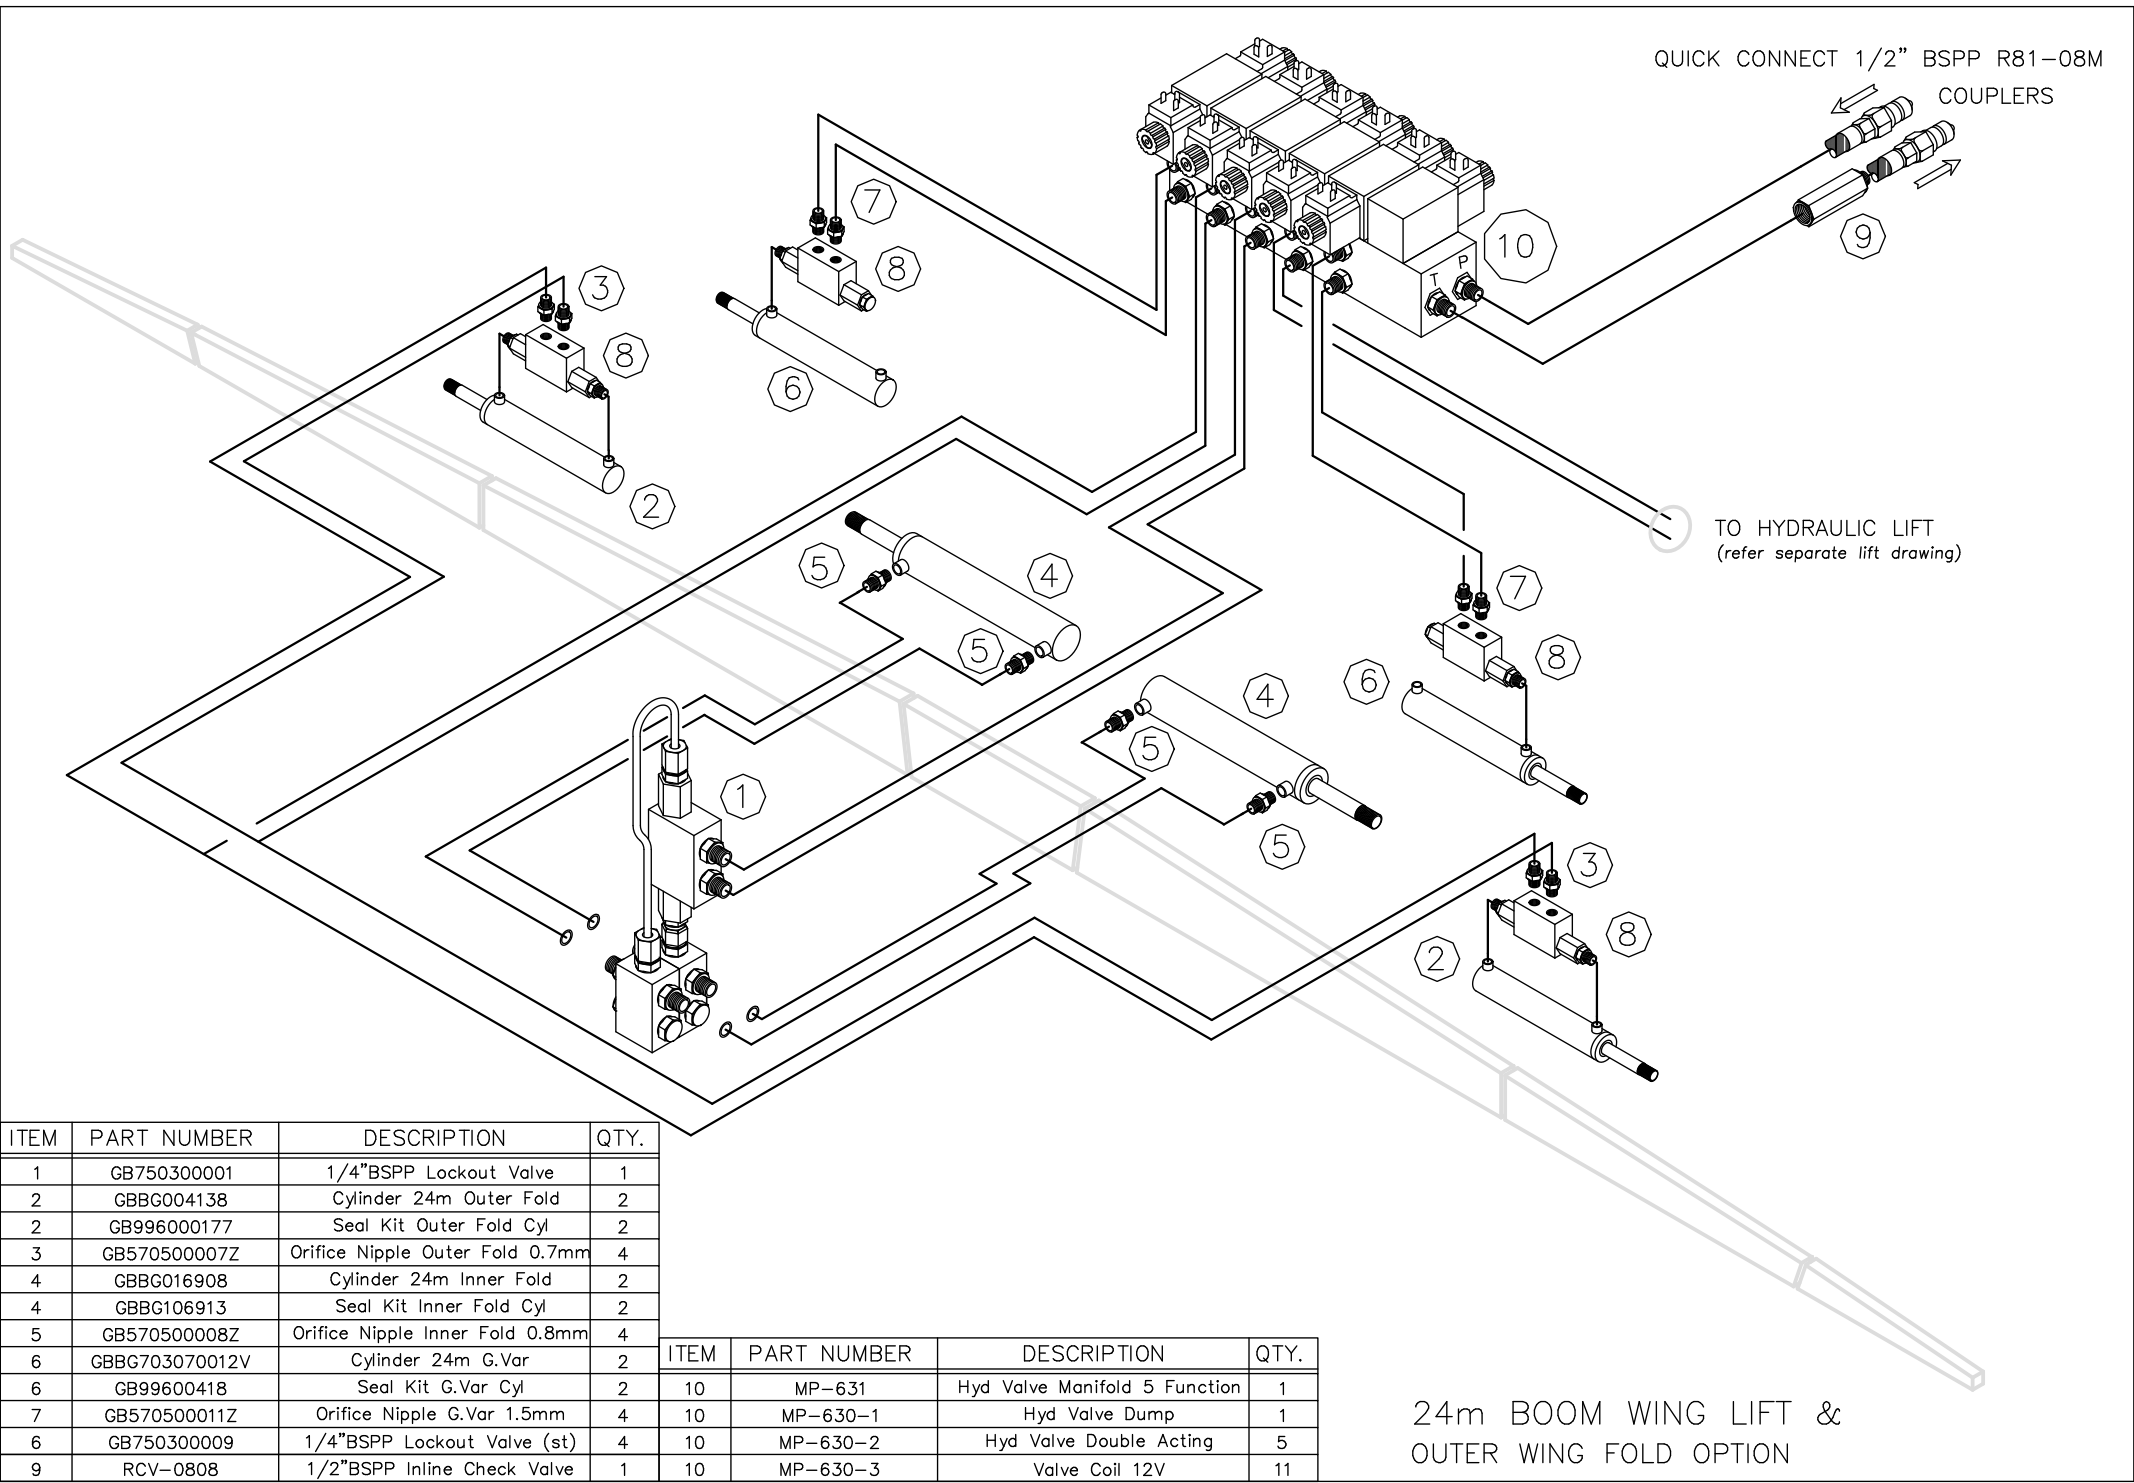 QUICK CONNECT 1/2" BSPP R81-08M
COUPLERS
7
8
3
8
6
2
10
T P
9
TO HYDRAULIC LIFT
(refer separate lift drawing)
5
4
5
7
8
6
4
5
5
1
3
8
2
ITEM PART NUMBER DESCRIPTION QTY.
1 GB750300001 1/4"BSPP Lockout Valve 1
2 GBBG004138 Cylinder 24m Outer Fold 2
2 GB996000177 Seal Kit Outer Fold Cyl 2
3 GB570500007Z Orifice Nipple Outer Fold 0.7mm 4
4 GBBG016908 Cylinder 24m Inner Fold 2
4 GBBG106913 Seal Kit Inner Fold Cyl 2
5 GB570500008Z Orifice Nipple Inner Fold 0.8mm 4
6 GBBG703070012V Cylinder 24m G.Var 2
6 GB99600418 Seal Kit G.Var Cyl 2
7 GB570500011Z Orifice Nipple G.Var 1.5mm 4
6 GB750300009 1/4"BSPP Lockout Valve (st) 4
9 RCV-0808 1/2"BSPP Inline Check Valve 1
ITEM PART NUMBER DESCRIPTION QTY.
10 MP-631 Hyd Valve Manifold 5 Function 1
10 MP-630-1 Hyd Valve Dump 1
10 MP-630-2 Hyd Valve Double Acting 5
10 MP-630-3 Valve Coil 12V 11
24m BOOM WING LIFT &
OUTER WING FOLD OPTION